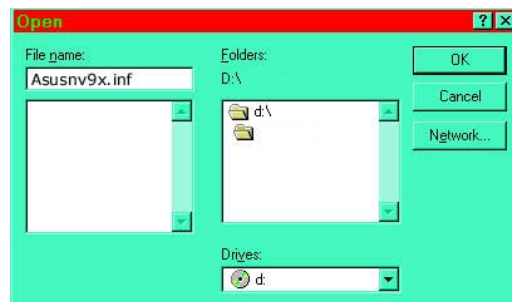 Open
File name:
Asusnv9x.inf
Folders:
D:\
d:\
Drives:
d:
OK
Cancel
Network...